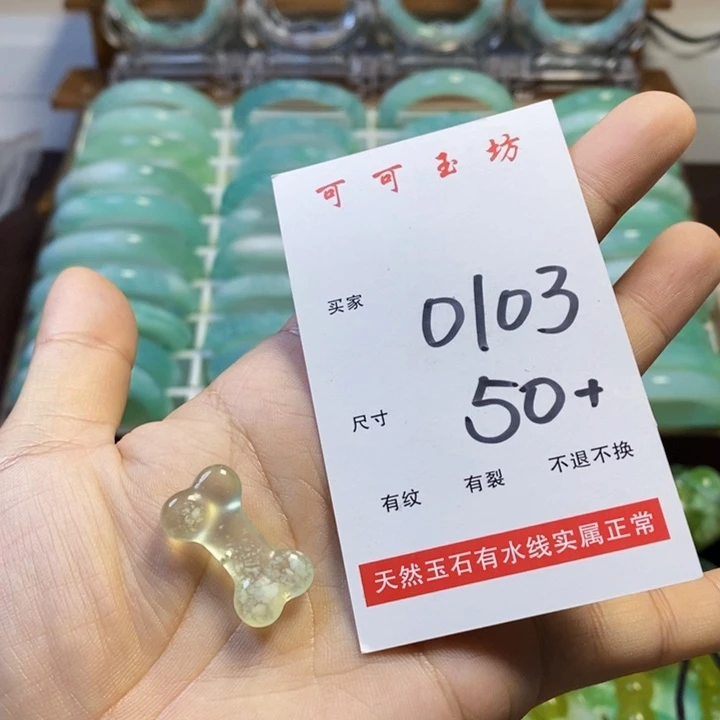 可可玉坊
买家 0103
尺寸 50+
有纹 有裂 不退不换
天然玉石有水线实属正常